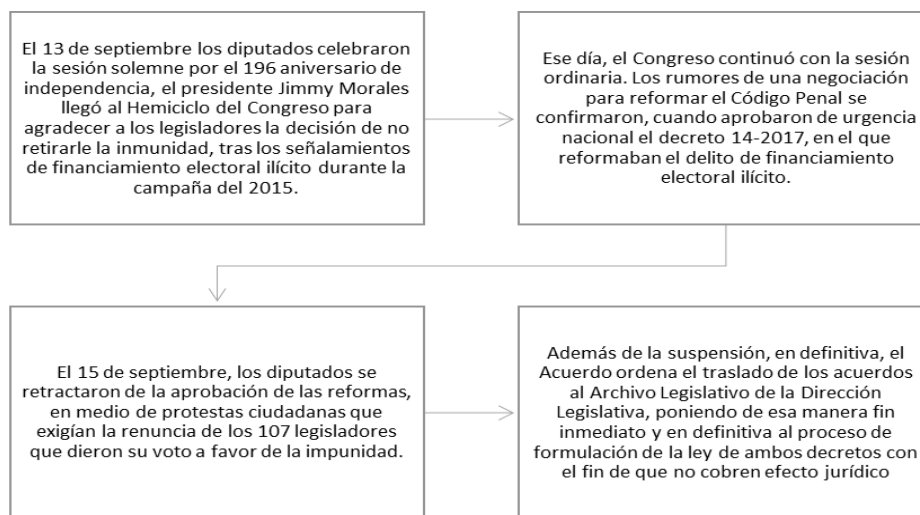 El 13 de septiembre los diputados celebraron
la sesión solemne por el 196 aniversario de
independencia, el presidente Jimmy Morales
llegó al Hemiciclo del Congreso para
agradecer a los legisladores la decisión de no
retirarle la inmunidad, tras los señalamientos
de financiamiento electoral ilícito durante la
campaña del 2015.
Ese día, el Congreso continuó con la sesión
ordinaria. Los rumores de una negociación
para reformar el Código Penal se
confirmaron, cuando aprobaron de urgencia
nacional el decreto 14-2017, en el que
reformaban el delito de financiamiento
electoral ilícito.
El 15 de septiembre, los diputados se
retractaron de la aprobación de las reformas,
en medio de protestas ciudadanas que
exigían la renuncia de los 107 legisladores
que dieron su voto a favor de la impunidad.
Además de la suspensión, en definitiva, el
Acuerdo ordena el traslado de los acuerdos
al Archivo Legislativo de la Dirección
Legislativa, poniendo de esa manera fin
inmediato y en definitiva al proceso de
formulación de la ley de ambos decretos con
el fin de que no cobren efecto jurídico